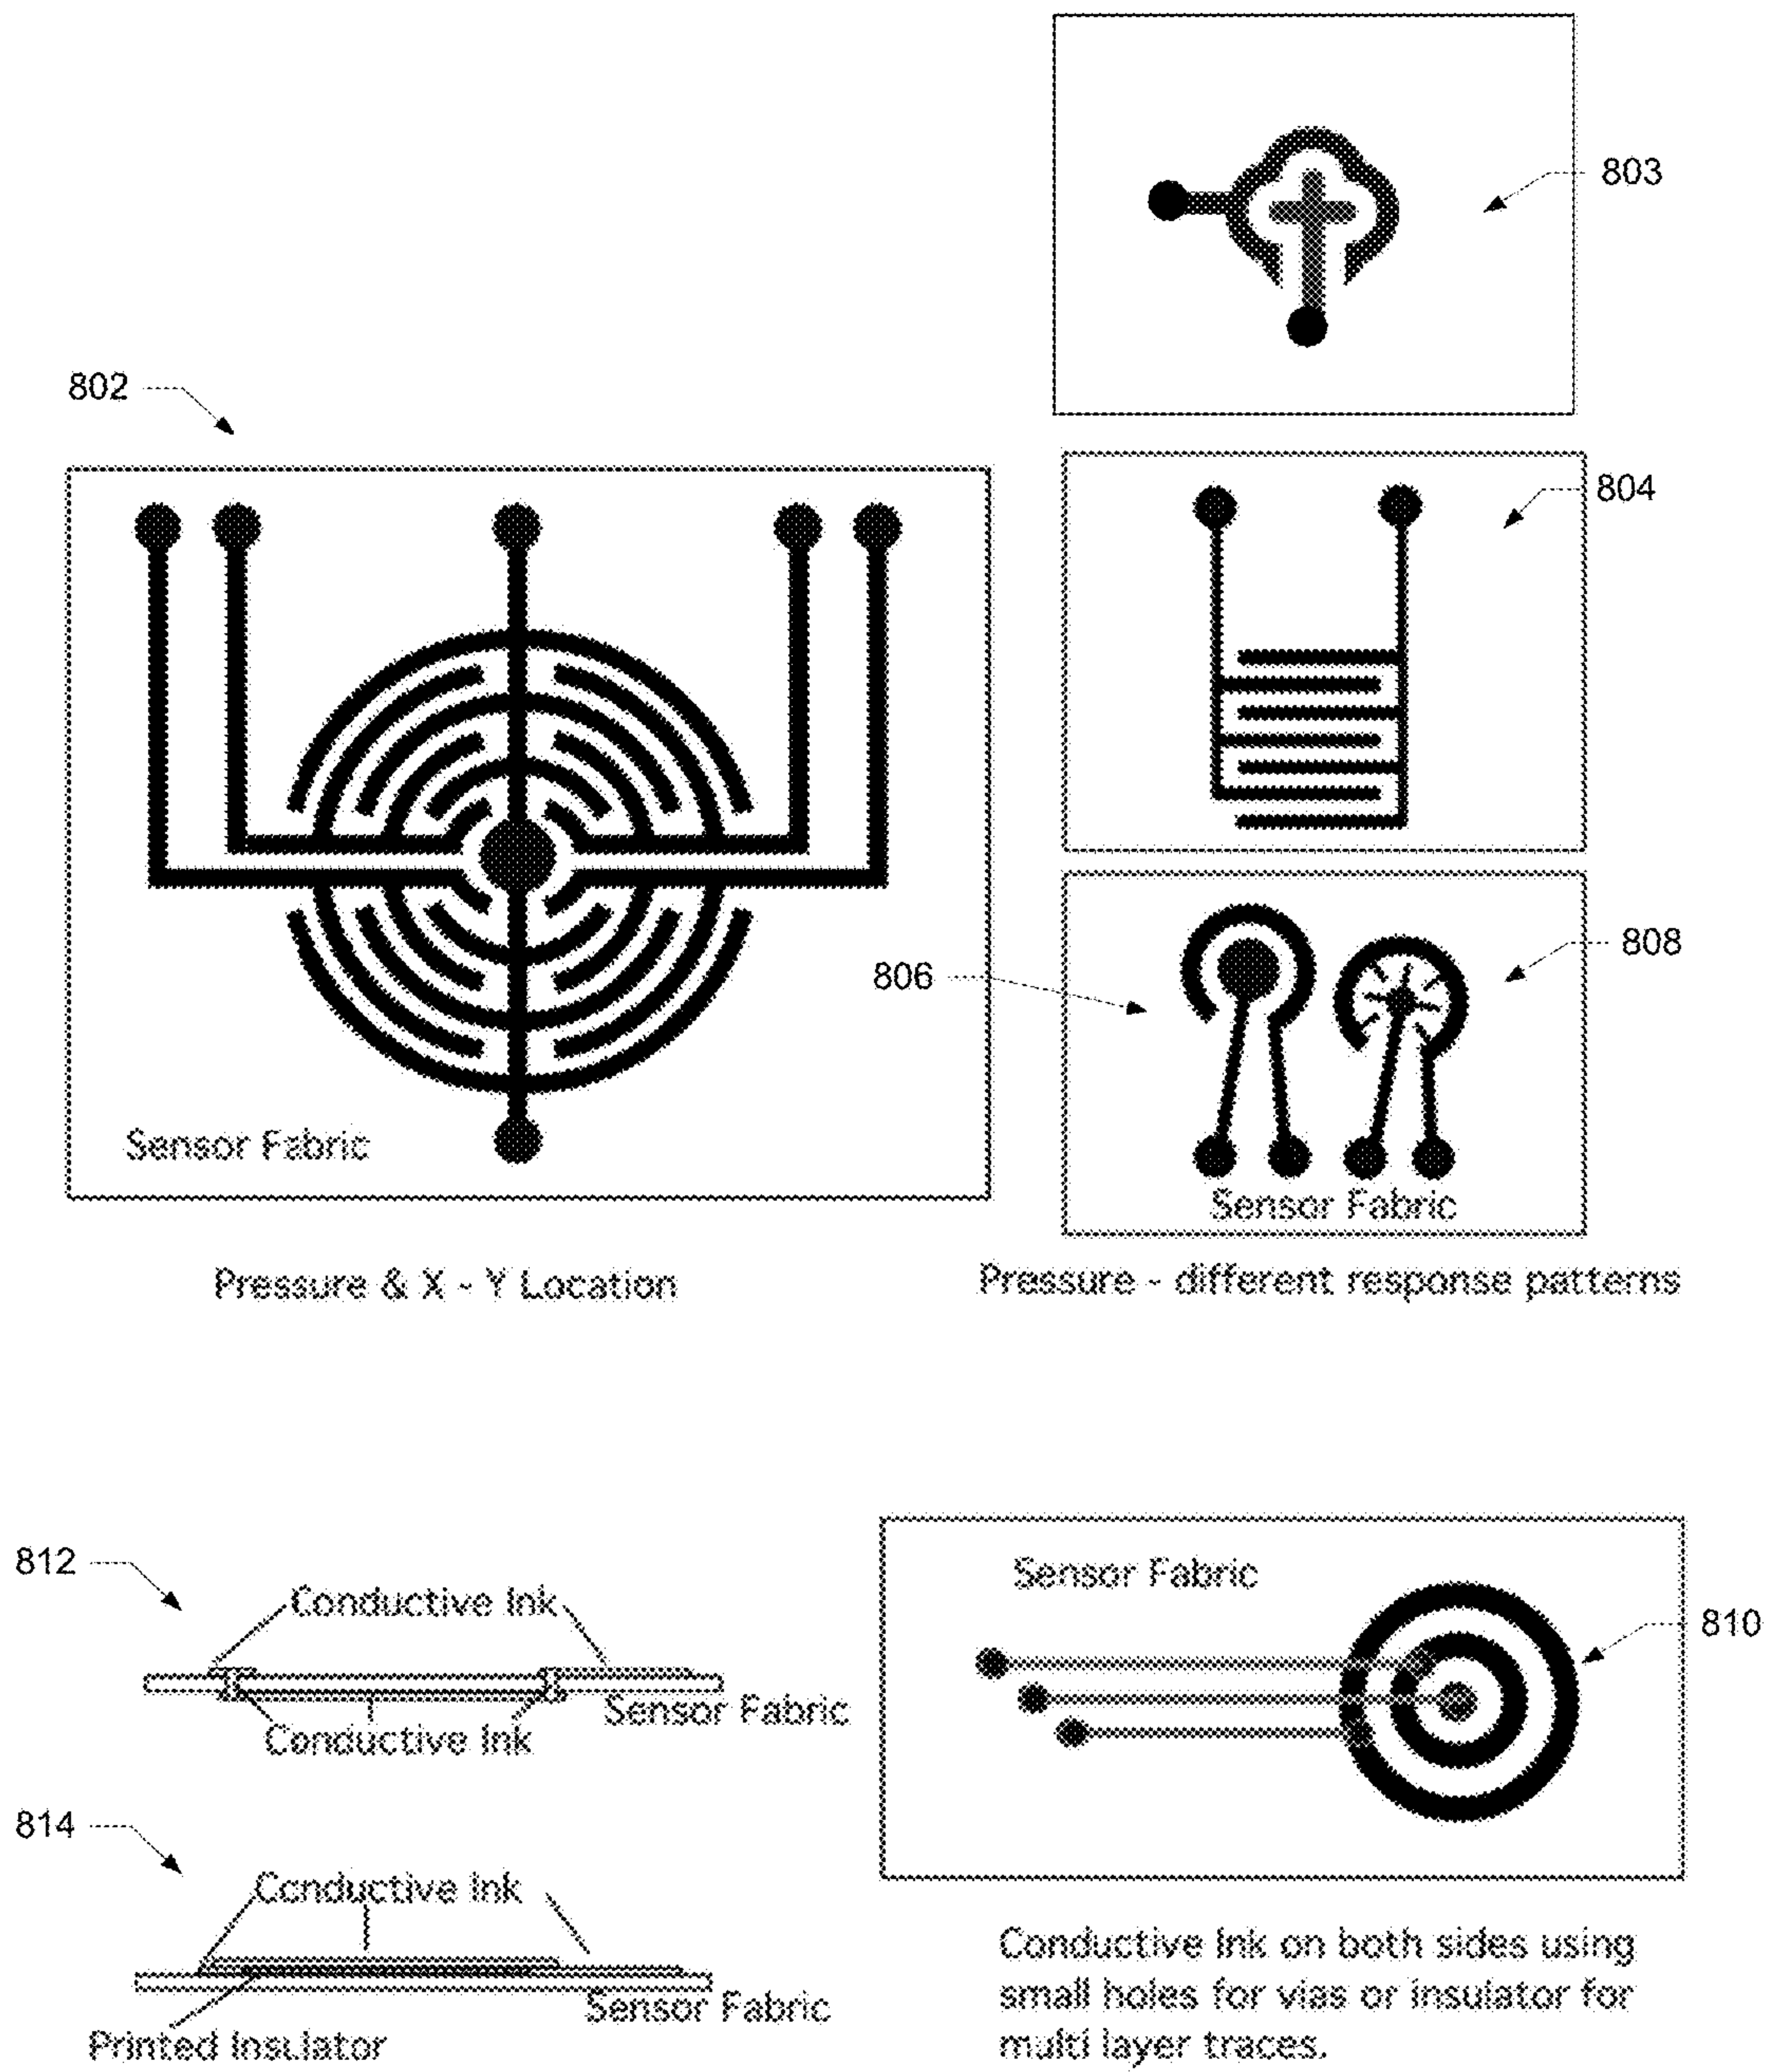 803
802
804
806
808
Sensor Fabric
Sensor Fabric
Pressure & X - Y Location
Pressure - different response patterns
812
Conductive Ink
Sensor Fabric
Conductive Ink
Sensor Fabric
810
814
Conductive Ink
Sensor Fabric
Printed Insulator
Conductive Ink on both sides using
small holes for vias or insulator for
multi layer traces.